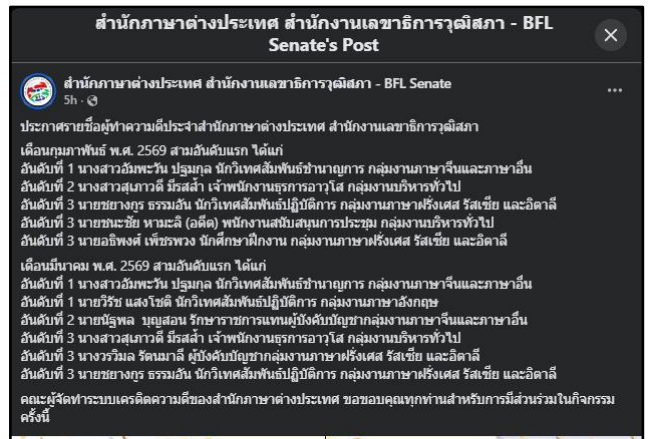 สำนักภาษาต่างประเทศ สำนักงานเลขาธิการวุฒิสภา - BFL
Senate's Post
สำนักภาษาต่างประเทศ สำนักงานเลขาธิการวุฒิสภา - BFL Senate
5h ·
ประกาศรายชื่อผู้ทำความดีประจำสำนักภาษาต่างประเทศ สำนักงานเลขาธิการวุฒิสภา
เดือนกุมภาพันธ์ พ.ศ. 2569 สามอันดับแรก ได้แก่
อันดับที่ 1 นางสาวอัมพะวัน ปฐมกุล นักวิเทศสัมพันธ์ชำนาญการ กลุ่มงานภาษาจีนและภาษาอื่น
อันดับที่ 2 นางสาวสุเภาวดี มีรสล้ำ เจ้าพนักงานธุรการอาวุโส กลุ่มงานบริหารทั่วไป
อันดับที่ 3 นายชยางกูร ธรรมอัน นักวิเทศสัมพันธ์ปฏิบัติการ กลุ่มงานภาษาฝรั่งเศส รัสเซีย และอิตาลี
อันดับที่ 3 นายชนะชัย หามะลิ (อดีต) พนักงานสนับสนุนการประชุม กลุ่มงานบริหารทั่วไป
อันดับที่ 3 นายอธิพงศ์ เพ็ชรพวง นักศึกษาฝึกงาน กลุ่มงานภาษาฝรั่งเศส รัสเซีย และอิตาลี
เดือนมีนาคม พ.ศ. 2569 สามอันดับแรก ได้แก่
อันดับที่ 1 นางสาวอัมพะวัน ปฐมกุล นักวิเทศสัมพันธ์ชำนาญการ กลุ่มงานภาษาจีนและภาษาอื่น
อันดับที่ 1 นายวิรัช แสงโชติ นักวิเทศสัมพันธ์ปฏิบัติการ กลุ่มงานภาษาอังกฤษ
อันดับที่ 2 นายนัฐพล บุญสอน รักษาราชการแทนผู้บังคับบัญชากลุ่มงานภาษาจีนและภาษาอื่น
อันดับที่ 3 นางสาวสุเภาวดี มีรสล้ำ เจ้าพนักงานธุรการอาวุโส กลุ่มงานบริหารทั่วไป
อันดับที่ 3 นางวรวิมล รัตนมาลี ผู้บังคับบัญชากลุ่มงานภาษาฝรั่งเศส รัสเซีย และอิตาลี
อันดับที่ 3 นายชยางกูร ธรรมอัน นักวิเทศสัมพันธ์ปฏิบัติการ กลุ่มงานภาษาฝรั่งเศส รัสเซีย และอิตาลี
คณะผู้จัดทำระบบเครดิตความดีของสำนักภาษาต่างประเทศ ขอขอบคุณทุกท่านสำหรับการมีส่วนร่วมในกิจกรรม
ครั้งนี้